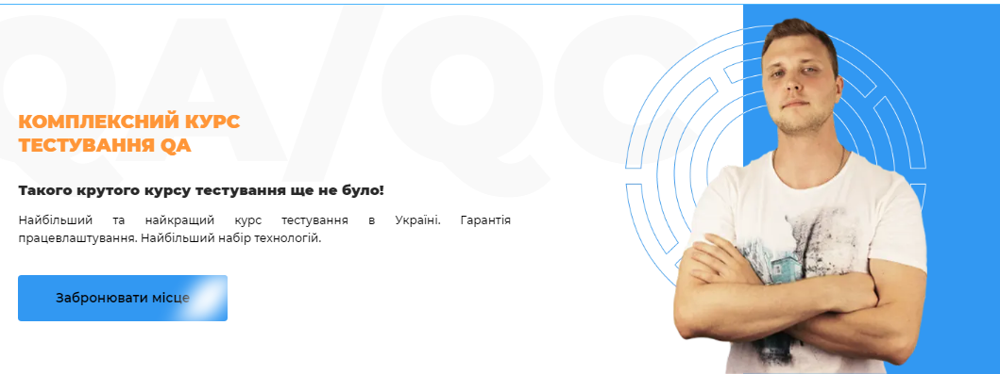 QA/QC
КОМПЛЕКСНИЙ КУРС
ТЕСТУВАННЯ QA
Такого крутого курсу тестування ще не було!
Найбільший та найкращий курс тестування в Україні. Гарантія
працевлаштування. Найбільший набір технологій.
Забронювати місце